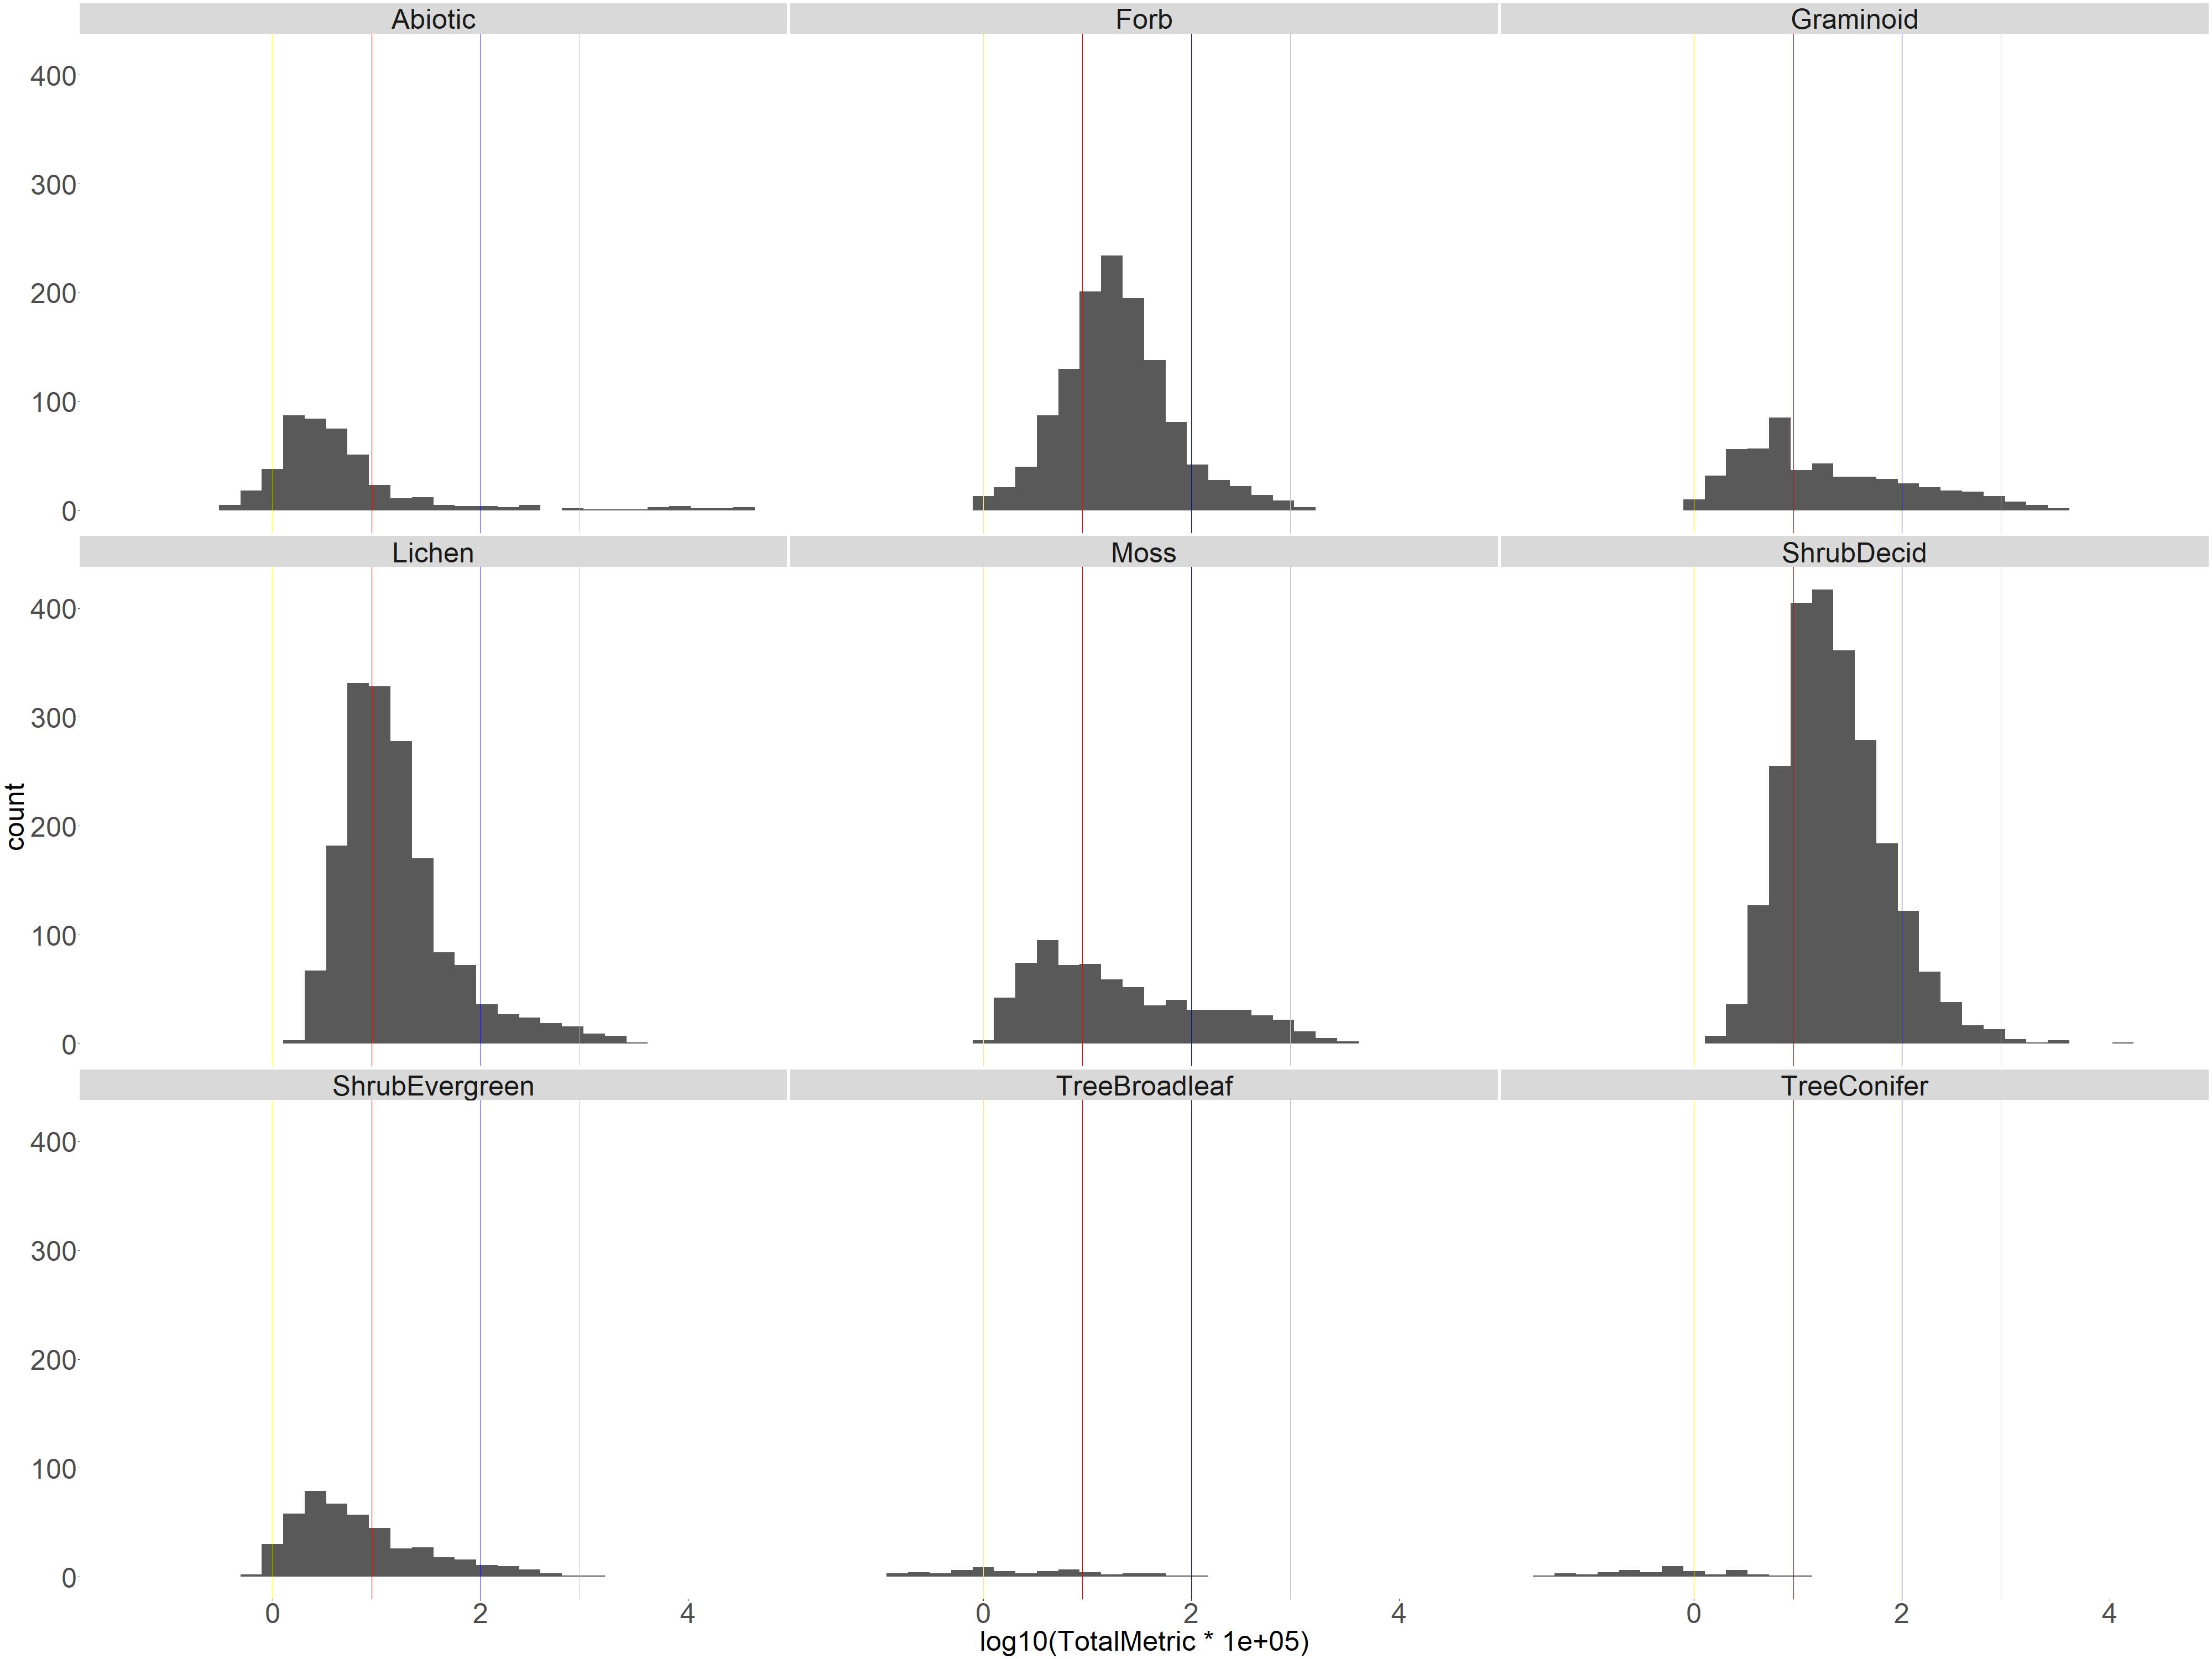 Abiotic Forb Graminoid
400
300
200
100
0
Lichen Moss ShrubDecid
400
300
200
100
0
ShrubEvergreen TreeBroadleaf TreeConifer
400
300
200
100
0
0 2 4 0 2 4 0 2 4
log10(TotalMetric * 1e+05)
count